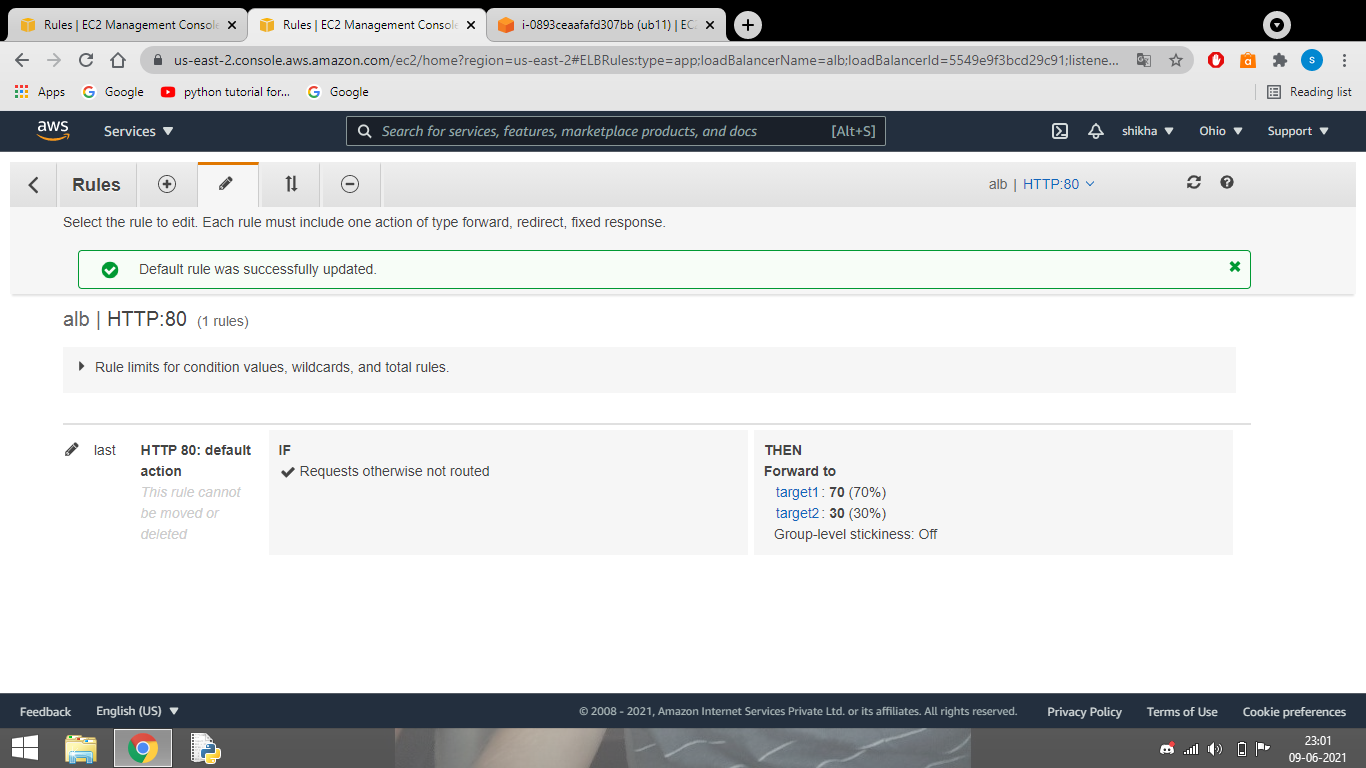 Rules | EC2 Management Console
Rules | EC2 Management Console
i-0893ceaafafd307bb (ub11) | EC2
us-east-2.console.aws.amazon.com/ec2/home?region=us-east-2#ELBRules:type=app;loadBalancerName=alb;loadBalancerId=5549e9f3bcd29c91;listene...
S
Apps
Google
python tutorial for...
Google
Reading list
aws
Services
Search for services, features, marketplace products, and docs
[Alt+S]
shikha
Ohio
Support
Rules
alb | HTTP:80
Select the rule to edit. Each rule must include one action of type forward, redirect, fixed response.
Default rule was successfully updated.
alb | HTTP:80 (1 rules)
Rule limits for condition values, wildcards, and total rules.
last
HTTP 80: default
action
This rule cannot
be moved or
deleted
IF
Requests otherwise not routed
THEN
Forward to
target1: 70 (70%)
target2: 30 (30%)
Group-level stickiness: Off
Feedback
English (US)
© 2008 - 2021, Amazon Internet Services Private Ltd. or its affiliates. All rights reserved.
Privacy Policy
Terms of Use
Cookie preferences
23:01
09-06-2021